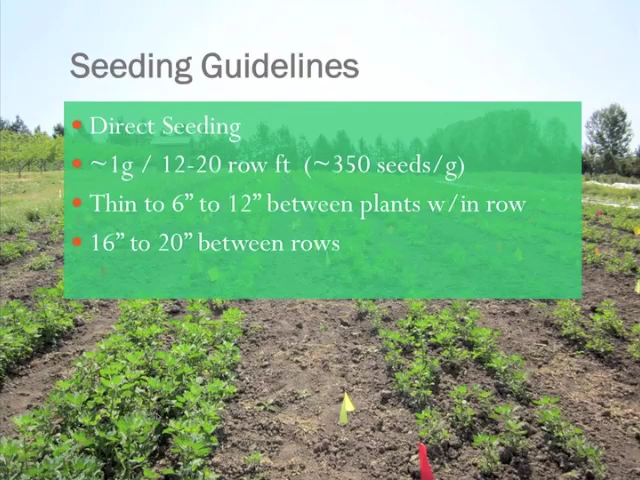 Seeding Guidelines
• Direct Seeding
• ~1g / 12-20 row ft (~350 seeds/g)
• Thin to 6” to 12” between plants w/in row
• 16” to 20” between rows